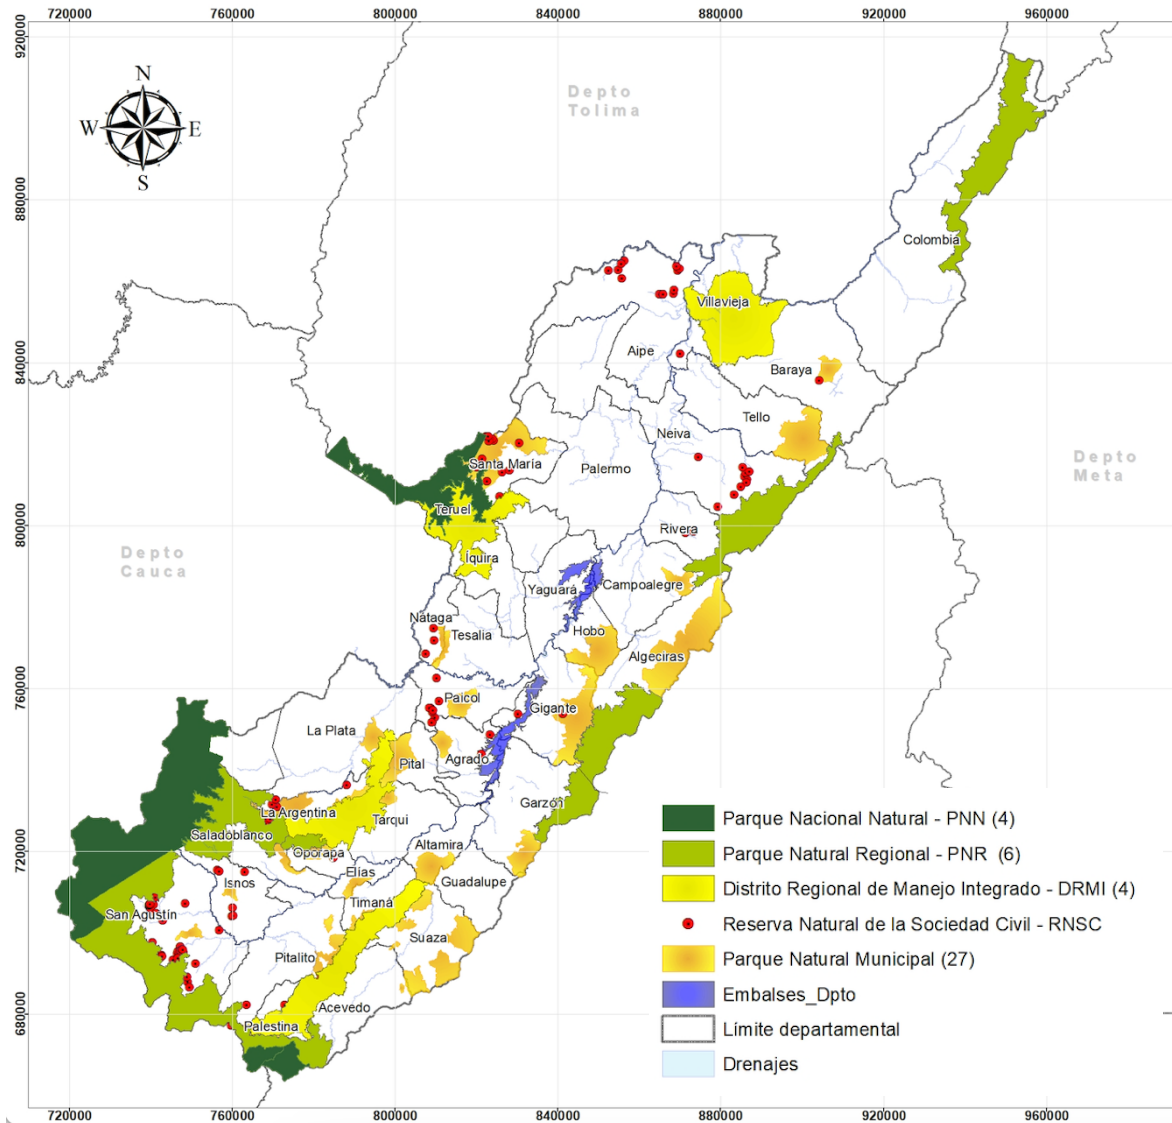 720000 760000 800000 840000 880000 920000 960000
920000
N
W E
S
Depto
Tolima
880000
Colombia
Villavieja
840000
Aipe
Baraya
Tello
Neiva
Santa María
Palermo
Depto
Meta
Teruel
800000
Rivera
Depto
Cauca
Íquira
Yaguará
Campoalegre
Nátaga
Tesalia
Hobo
Algeciras
760000
Paicol
Gigante
La Plata
Agrado
Pital
Garzón
La Argentina
Tarqui
Saladoblanco
720000
Oporapa
Altamira
Elías
Isnos
Guadalupe
Timaná
San Agustín
Suaza
Pitalito
Acevedo
680000
Palestina
Parque Nacional Natural - PNN (4)
Parque Natural Regional - PNR (6)
Distrito Regional de Manejo Integrado - DRMI (4)
Reserva Natural de la Sociedad Civil - RNSC
Parque Natural Municipal (27)
Embalses_Dpto
Límite departamental
Drenajes
720000 760000 800000 840000 880000 920000 960000